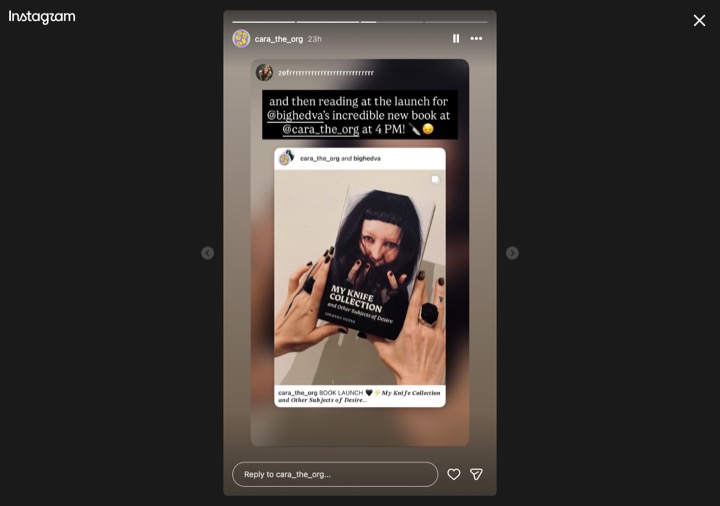 Instagram
cara_the_org 23h
zefrrrrrrrrrrrrrrrrrrrrrrrrrr
and then reading at the launch for
@bighedva's incredible new book at
@cara_the_org at 4 PM! 🔪😞
cara_the_org and bighedva
MY KNIFE
COLLECTION
and Other Subjects of Desire
JOHANNA HEDVA
cara_the_org BOOK LAUNCH 🖤⚡ My Knife Collection
and Other Subjects of Desire...
Reply to cara_the_org...